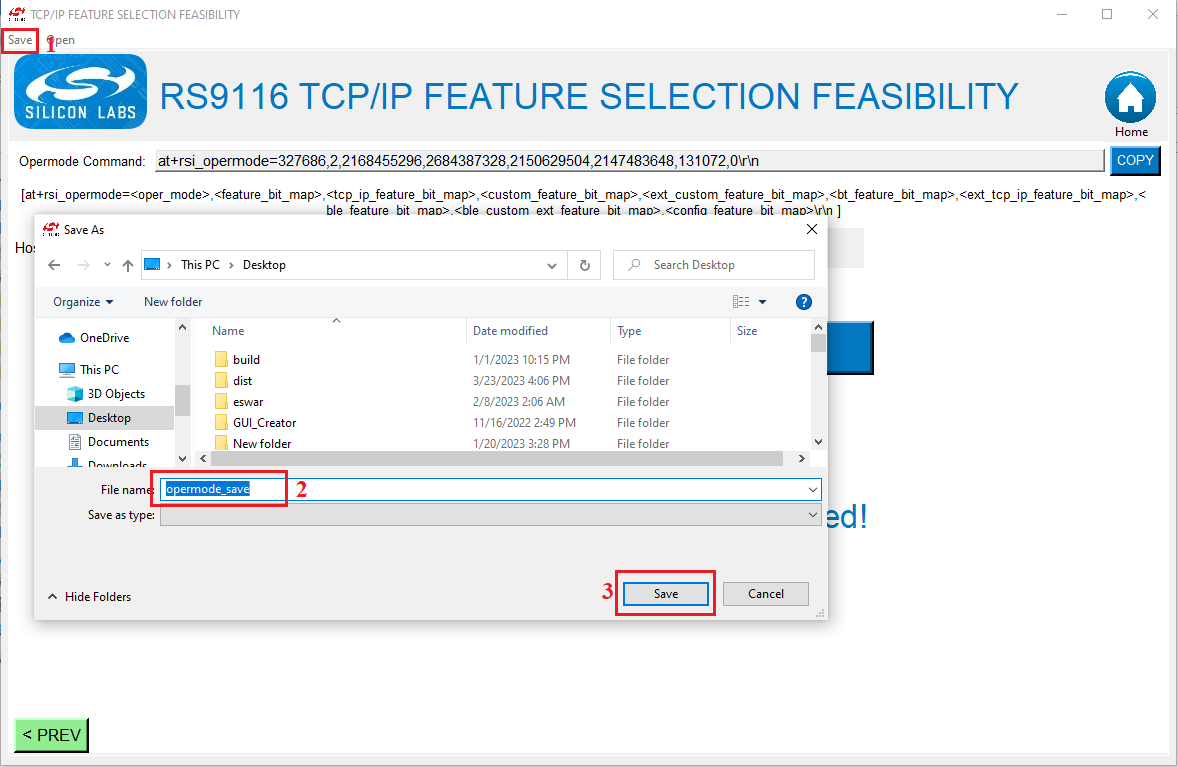 TCP/IP FEATURE SELECTION FEASIBILITY
Save 1 Open
SILICON LABS
RS9116 TCP/IP FEATURE SELECTION FEASIBILITY
Home
Opermode Command: at+rsi_opermode=327686,2,2168455296,2684387328,2150629504,2147483648,131072,0\r\n COPY
[at+rsi_opermode=<oper_mode>,<feature_bit_map>,<tcp_ip_feature_bit_map>,<custom_feature_bit_map>,<ext_custom_feature_bit_map>,<bt_feature_bit_map>,<ext_tcp_ip_feature_bit_map>,<
ble_feature_bit_map>,<ble_custom_ext_feature_bit_map>,<config_feature_bit_map>\r\n ]
Save As
Hos
This PC > Desktop Search Desktop
Organize New folder ?
Name Date modified Type Size
OneDrive
This PC
3D Objects
Desktop
Documents
Downloads
build 1/1/2023 10:15 PM File folder
dist 3/23/2023 4:06 PM File folder
eswar 2/8/2023 2:06 AM File folder
GUI_Creator 11/16/2022 2:49 PM File folder
New folder 1/20/2023 3:28 PM File folder
File name: opermode_save 2
Save as type:
ed!
Hide Folders 3 Save Cancel
< PREV